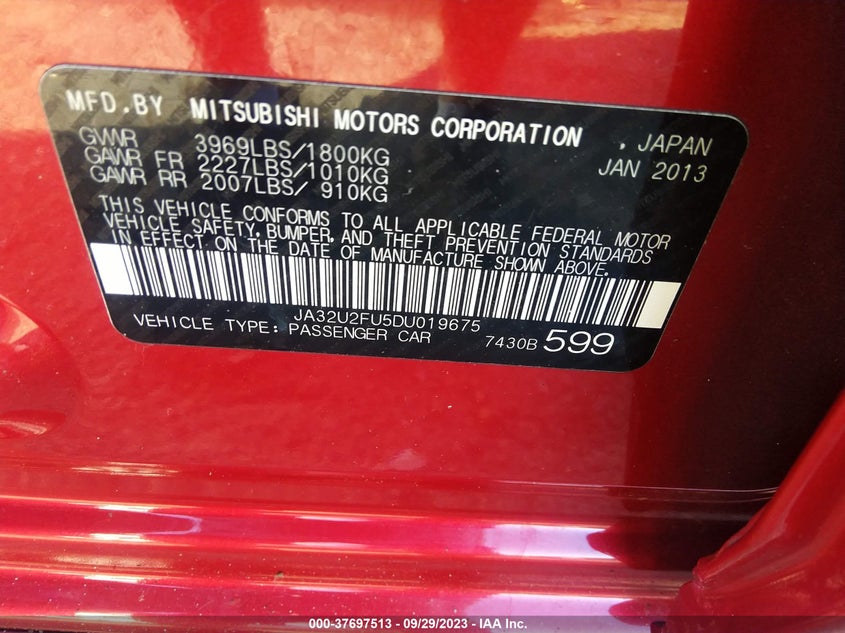 MFD.BY MITSUBISHI MOTORS CORPORATION , JAPAN
GVWR 3969LBS/1800KG JAN 2013
GAWR FR 2227LBS/1010KG
GAWR RR 2007LBS/ 910KG
THIS VEHICLE CONFORMS TO ALL APPLICABLE FEDERAL MOTOR
VEHICLE SAFETY,BUMPER,AND THEFT PREVENTION STANDARDS
IN EFFECT ON THE DATE OF MANUFACTURE SHOWN ABOVE.
JA32U2FU5DU019675
VEHICLE TYPE:PASSENGER CAR 7430B 599
000-37697513 - 09/29/2023 - IAA Inc.